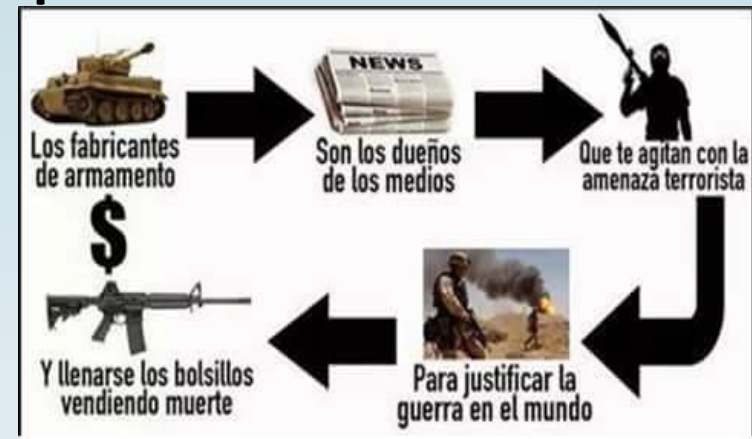 Los fabricantes
de armamento
NEWS
Son los dueños
de los medios
Que te agitan con la
amenaza terrorista
Para justificar la
guerra en el mundo
Y llenarse los bolsillos
vendiendo muerte
$